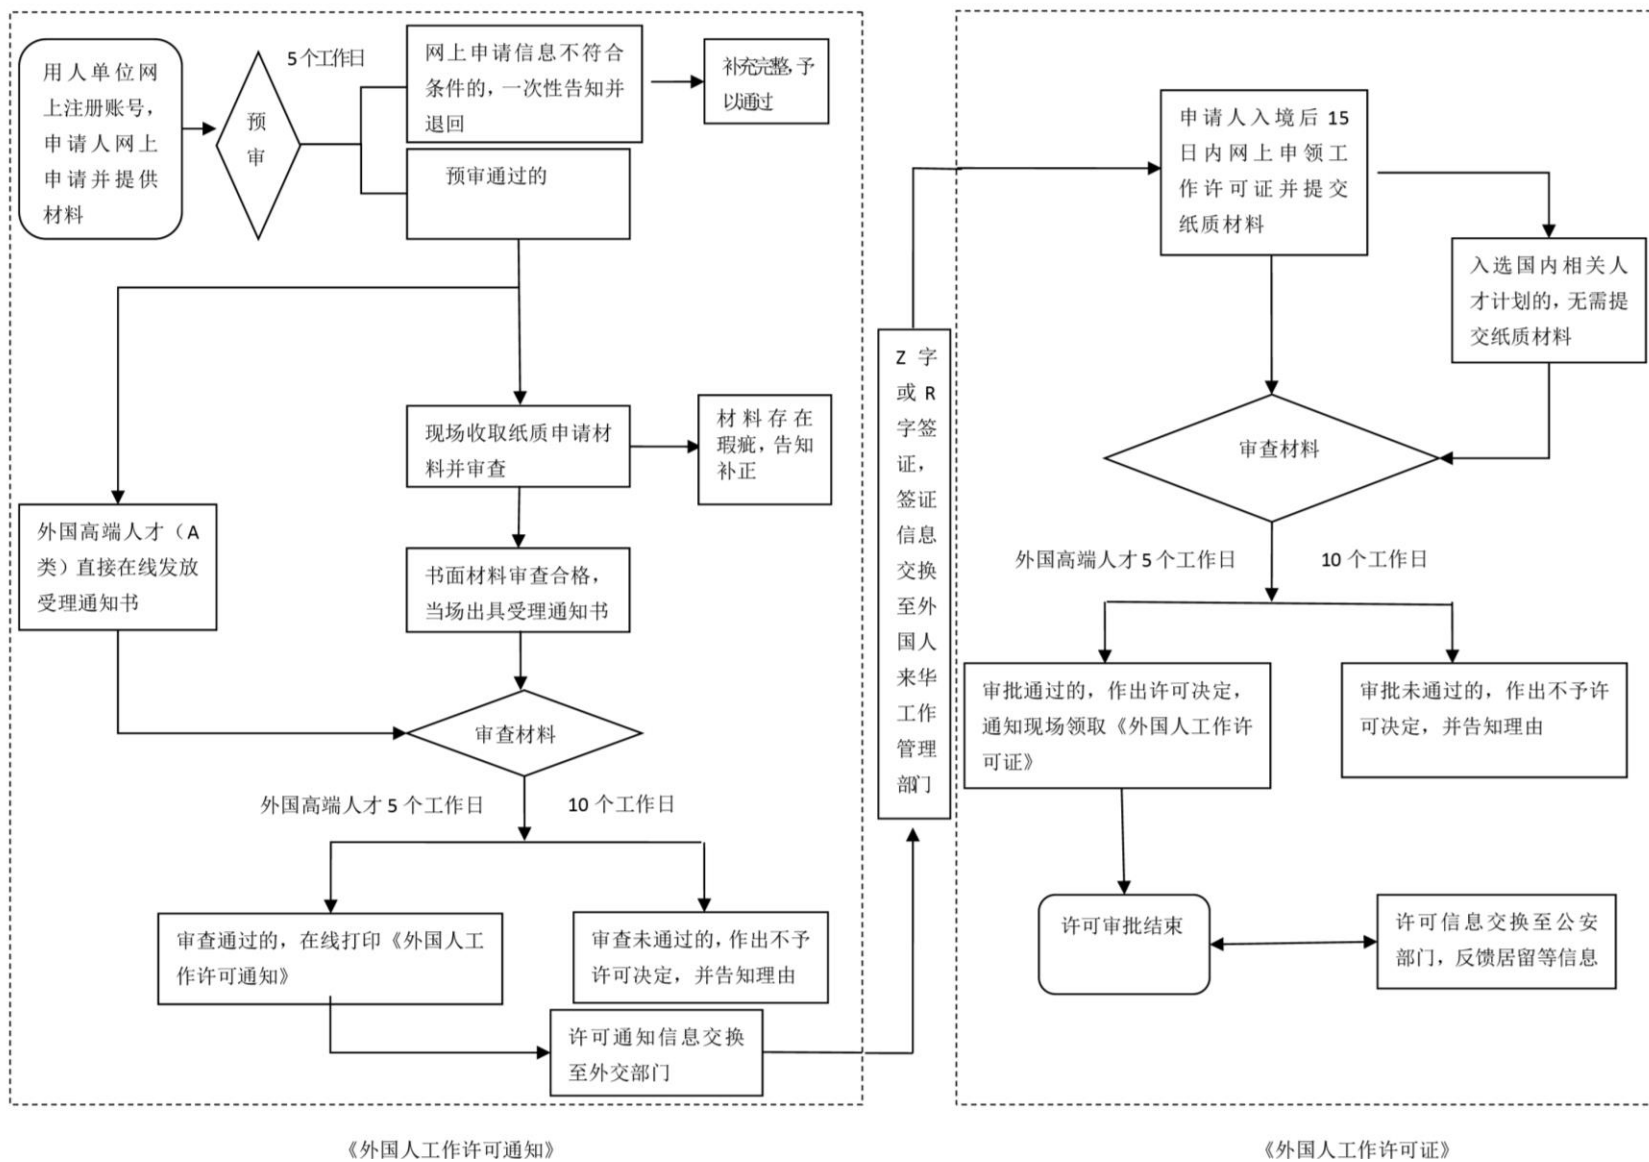 用人单位网
上注册账号，
申请人网上
申请并提供
材料
预
审
5 个工作日
网上申请信息不符合
条件的，一次性告知并
退回
补充完整，予
以通过
预审通过的
现场收取纸质申请材
料并审查
材料存在
瑕疵，告知
补正
外国高端人才（A
类）直接在线发放
受理通知书
书面材料审查合格，
当场出具受理通知书
审查材料
外国高端人才 5 个工作日
10 个工作日
审查通过的，在线打印《外国人工
作许可通知》
审查未通过的，作出不予
许可决定，并告知理由
许可通知信息交换
至外交部门
《外国人工作许可通知》
Z 字
或 R
字签
证，
签证
信息
交换
至外
国人
来华
工作
管理
部门
申请人入境后 15
日内网上申领工
作许可证并提交
纸质材料
入选国内相关人
才计划的，无需提
交纸质材料
审查材料
外国高端人才 5 个工作日
10 个工作日
审批通过的，作出许可决定，
通知现场领取《外国人工作许
可证》
审批未通过的，作出不予许
可决定，并告知理由
许可审批结束
许可信息交换至公安
部门，反馈居留等信息
《外国人工作许可证》